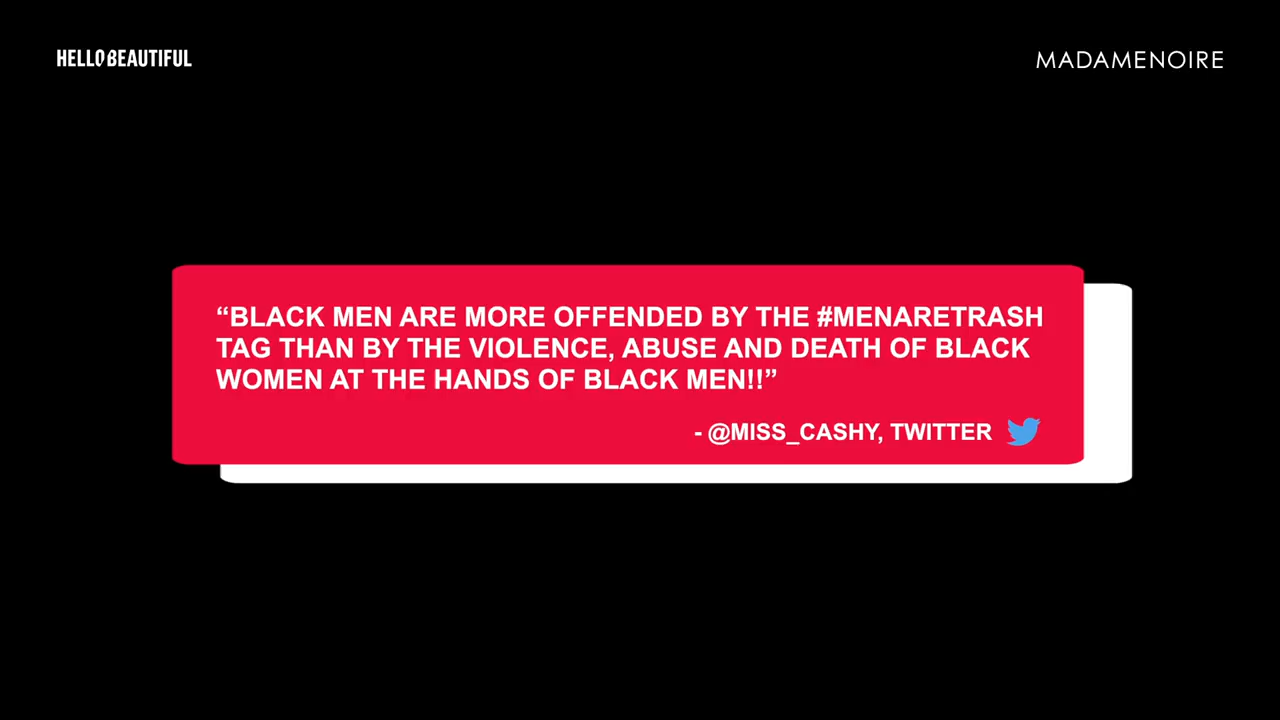 HELLOBEAUTIFUL
MADAMENOIRE
“BLACK MEN ARE MORE OFFENDED BY THE #MENARETRASH
TAG THAN BY THE VIOLENCE, ABUSE AND DEATH OF BLACK
WOMEN AT THE HANDS OF BLACK MEN!!”
- @MISS_CASHY, TWITTER